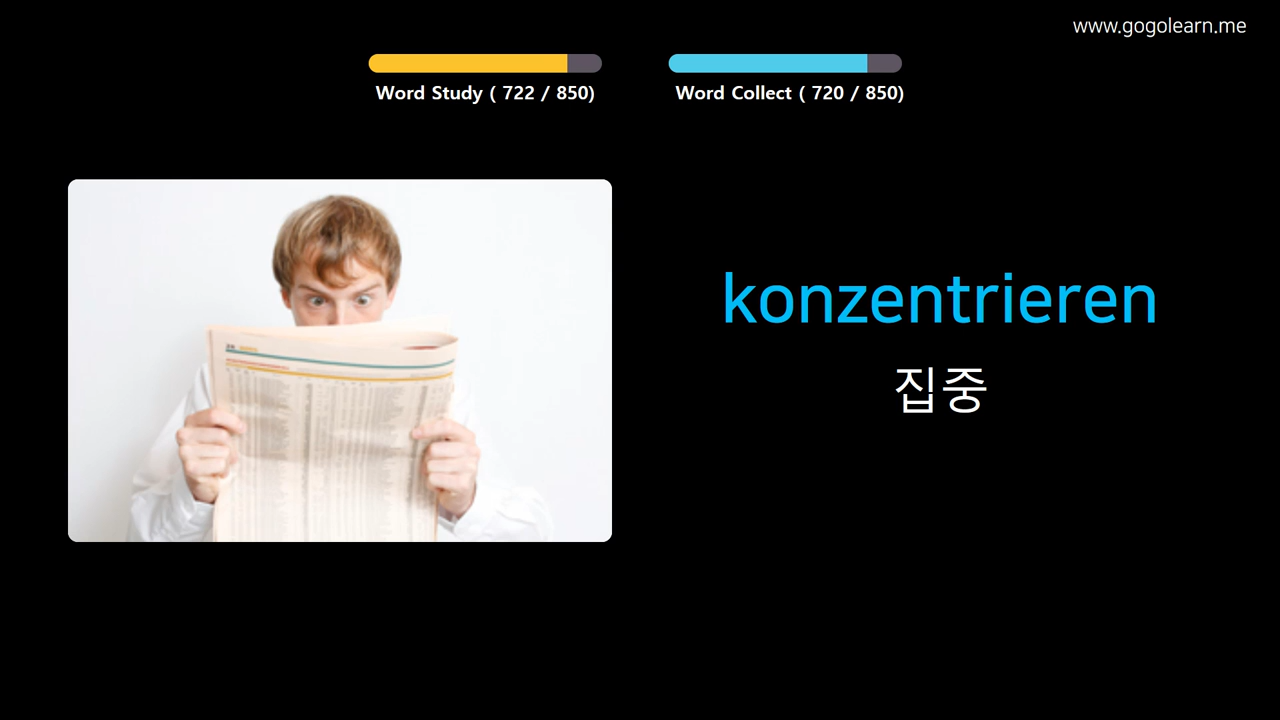 www.gogolearn.me
Word Study ( 722 / 850)
Word Collect ( 720 / 850)
konzentrieren
집중